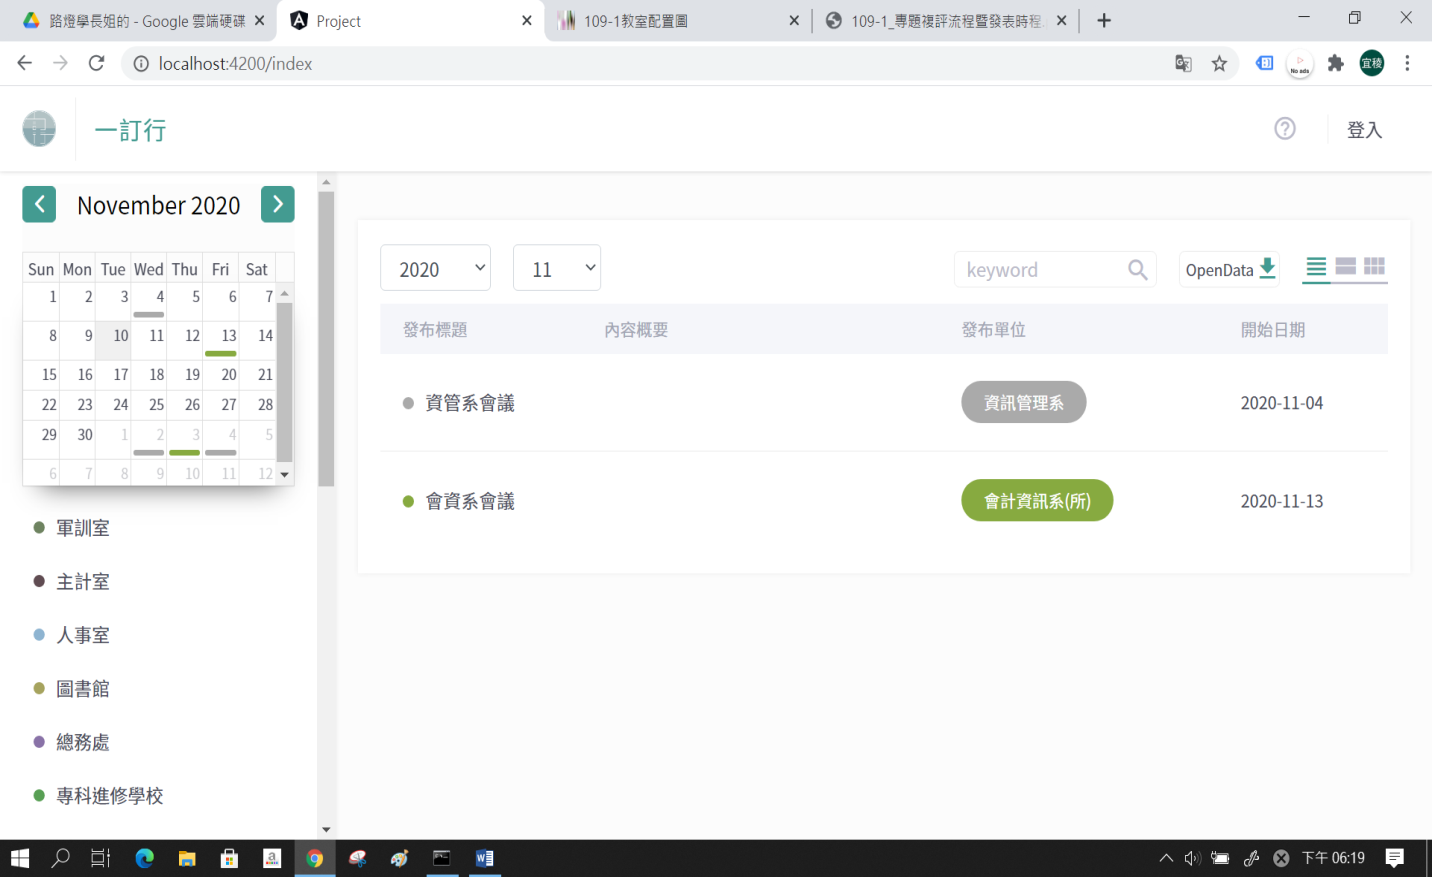 路燈學長姐的 - Google 雲端硬碟
Project
109-1教室配置圖
109-1_專題複評流程暨發表時程
localhost:4200/index
No ads
宜稜
一訂行
登入
November 2020
Sun Mon Tue Wed Thu Fri Sat
1 2 3 4 5 6 7
8 9 10 11 12 13 14
15 16 17 18 19 20 21
22 23 24 25 26 27 28
29 30 1 2 3 4 5
6 7 8 9 10 11 12
軍訓室
主計室
人事室
圖書館
總務處
專科進修學校
2020 11 keyword OpenData
發布標題 內容概要 發布單位 開始日期
資管系會議 資訊管理系 2020-11-04
會資系會議 會計資訊系(所) 2020-11-13
下午 06:19